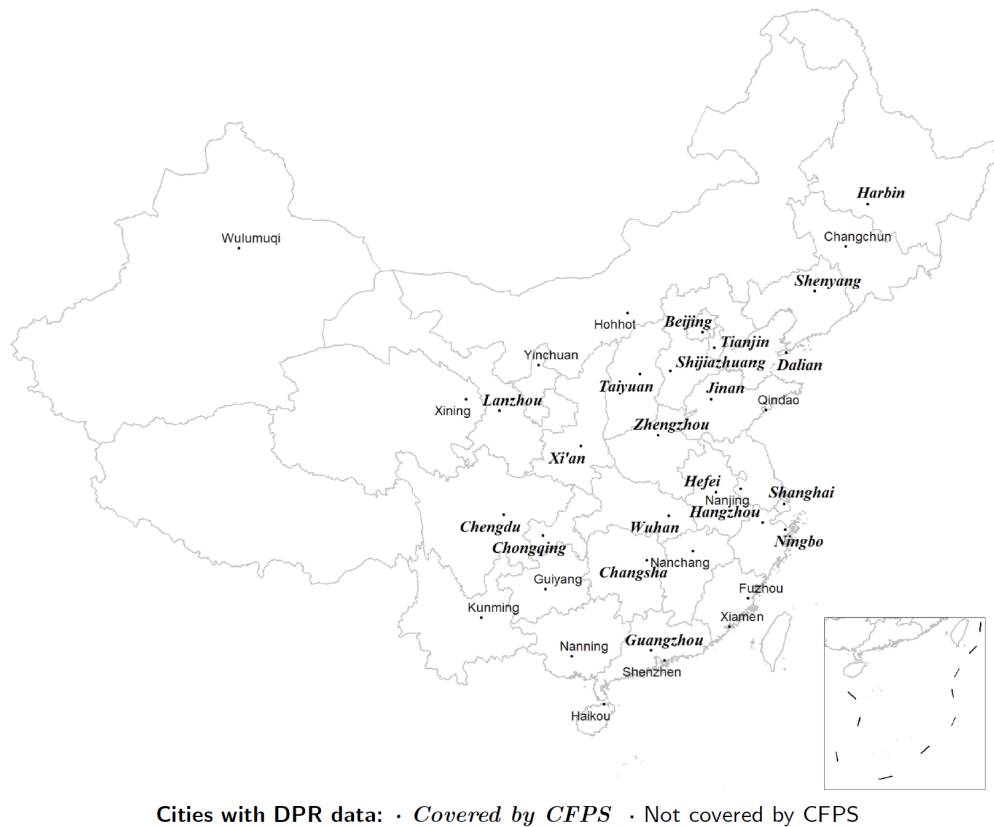 Harbin
Changchun
Wulumuqi
Shenyang
Hohhot
Beijing
Tianjin
Yinchuan
Shijiazhuang
Dalian
Taiyuan
Jinan
Xining
Lanzhou
Qindao
Zhengzhou
Xi'an
Hefei
Nanjing
Shanghai
Hangzhou
Chengdu
Wuhan
Ningbo
Chongqing
Nanchang
Changsha
Guiyang
Fuzhou
Kunming
Xiamen
Guangzhou
Nanning
Shenzhen
Haikou
Cities with DPR data: · Covered by CFPS · Not covered by CFPS